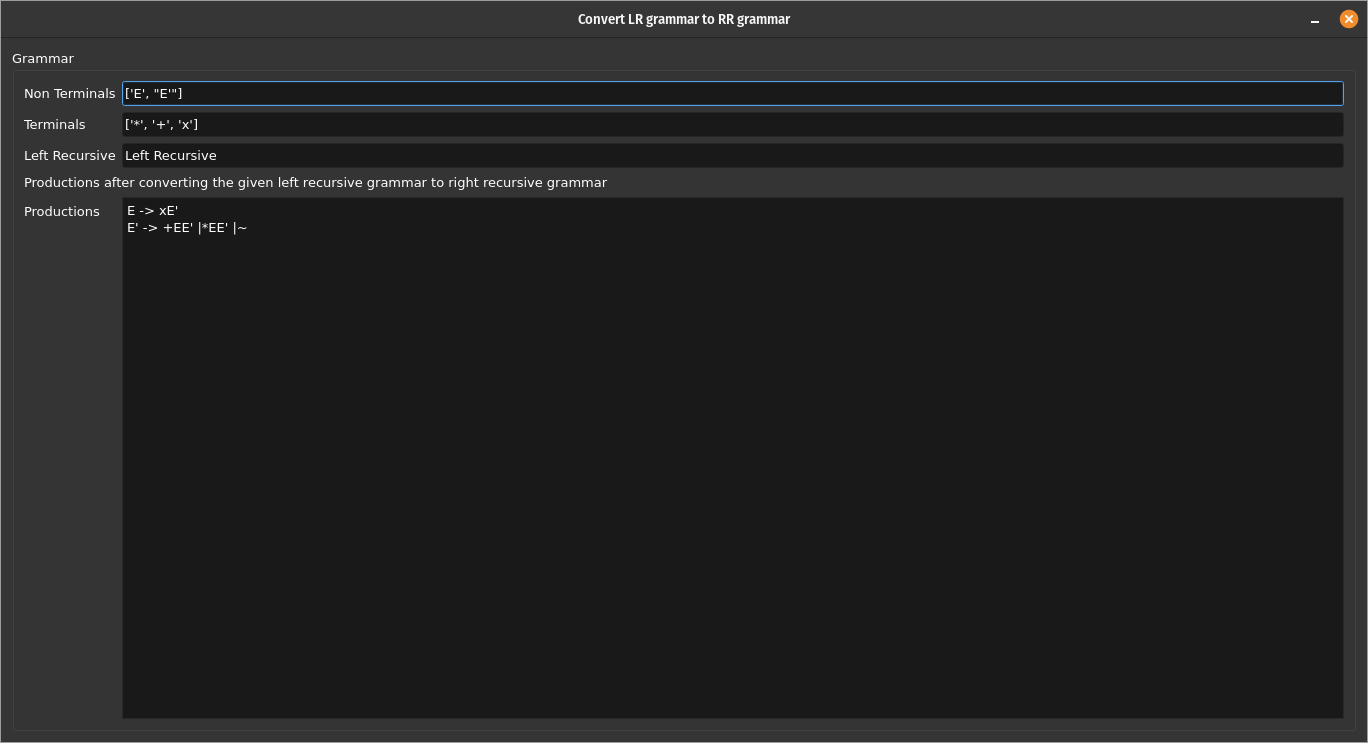 Convert LR grammar to RR grammar
Grammar
Non Terminals ['E', "E'"]
Terminals ['*', '+', 'x']
Left Recursive Left Recursive
Productions after converting the given left recursive grammar to right recursive grammar
Productions E -> xE'
E' -> +EE' |*EE' |~